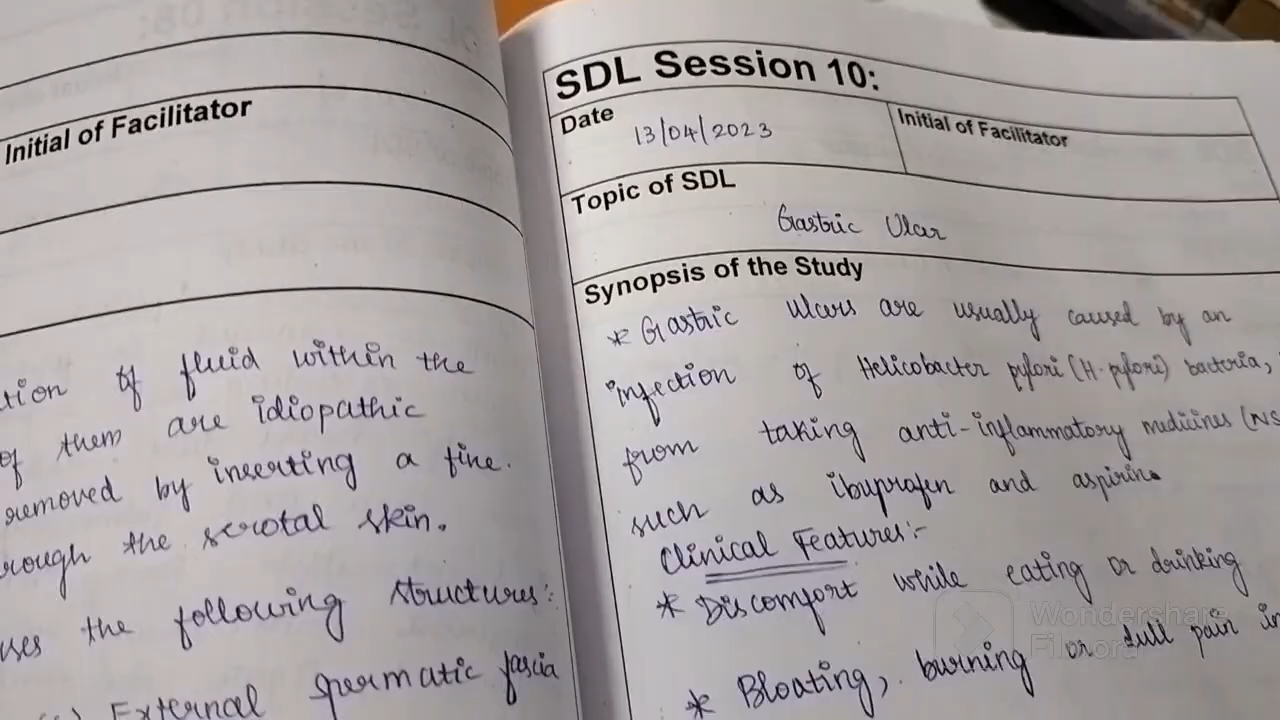 Initial of Facilitator
tion of fluid within the
of them are idiopathic
removed by inserting a fine
rough the scrotal skin.
uses the following structures:
External spermatic fascia
SDL Session 10:
Date 13/04/2023 Initial of Facilitator
Topic of SDL
Gastric Ulcer
Synopsis of the Study
* Gastric Ulcers are usually caused by an
infection of Helicobacter pylori (H.pylori) bacteria,
from taking anti-inflammatory medicines (NS
such as ibuprofen and aspirin.
Clinical Features:-
* Discomfort while eating or drinking
* Bloating, burning or dull pain in
Wondershare
Filmora